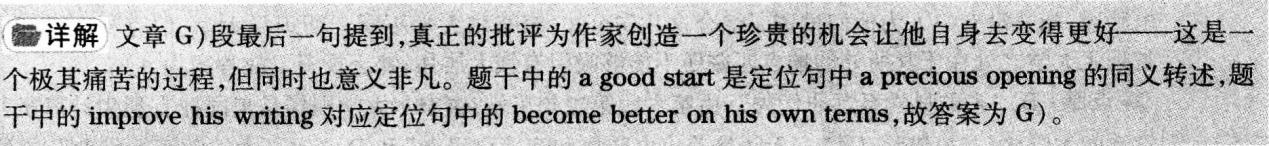 详解 文章 G)段最后一句提到,真正的批评为作家创造一个珍贵的机会让他自身去变得更好——这是一
个极其痛苦的过程,但同时也意义非凡。题干中的 a good start 是定位句中 a precious opening 的同义转述,题
干中的 improve his writing 对应定位句中的 become better on his own terms,故答案为 G)。